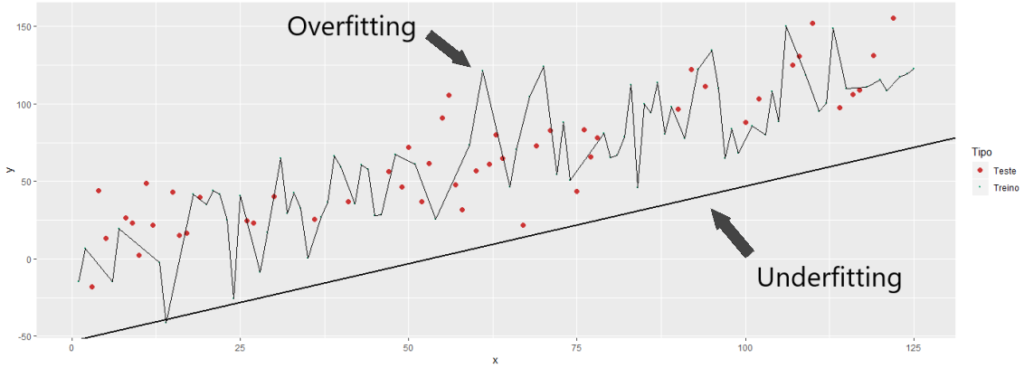 Overfitting
150
100
50
0
-50
y
Underfitting
Tipo
Teste
Treino
0
25
50
75
100
125
x